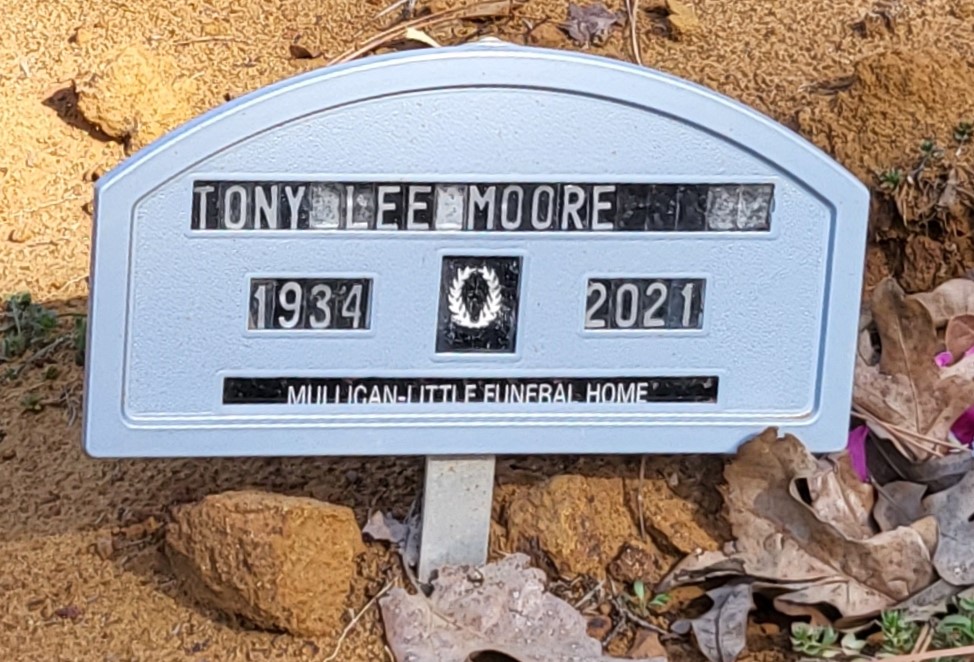 TONY LEE MOORE
1934 2021
MULLIGAN-LITTLE FUNERAL HOME